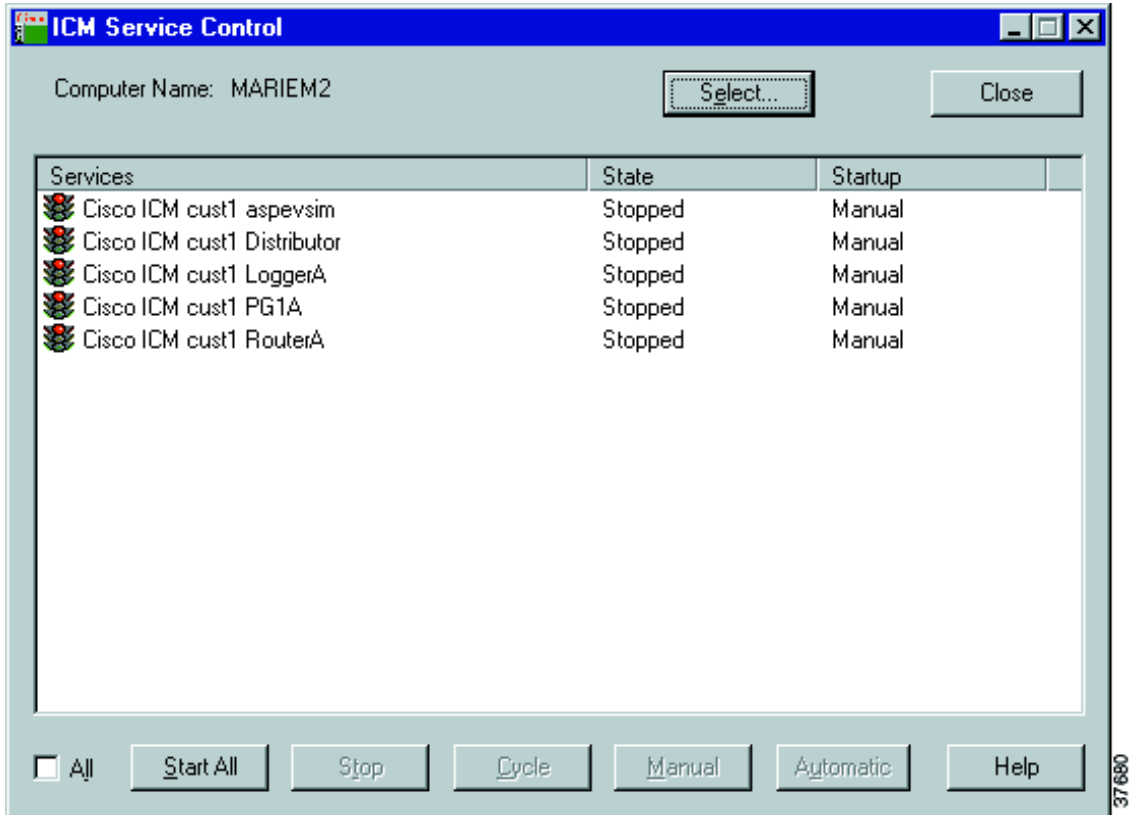 ICM Service Control
Computer Name: MARIEM2 Select... Close
Services State Startup
Cisco ICM cust1 aspevsim Stopped Manual
Cisco ICM cust1 Distributor Stopped Manual
Cisco ICM cust1 LoggerA Stopped Manual
Cisco ICM cust1 PG1A Stopped Manual
Cisco ICM cust1 RouterA Stopped Manual
All Start All Stop Cycle Manual Automatic Help
37680